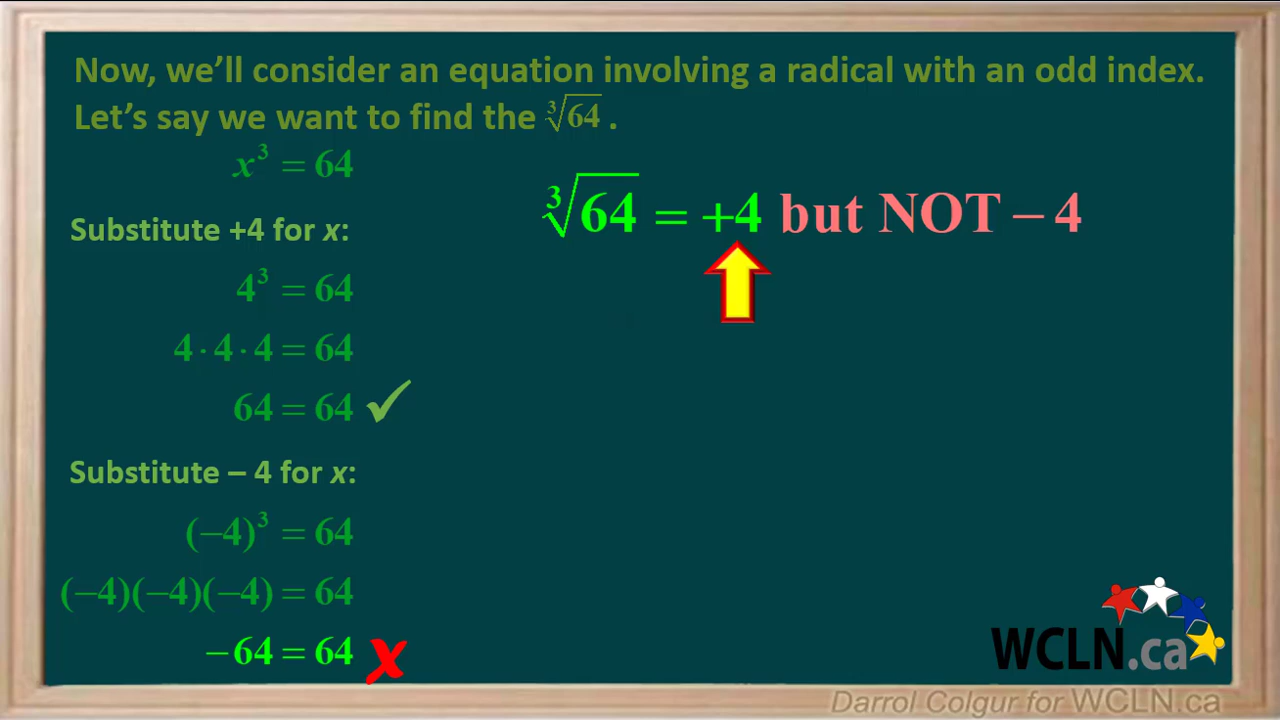 Now, we’ll consider an equation involving a radical with an odd index.
Let’s say we want to find the ∛64 .
x³ = 64
∛64 = +4 but NOT – 4
Substitute +4 for x:
4³ = 64
4 · 4 · 4 = 64
64 = 64 ✓
Substitute – 4 for x:
(–4)³ = 64
(–4)(–4)(–4) = 64
–64 = 64 ✗
WCLN.ca
Darrol Colgur for WCLN.ca